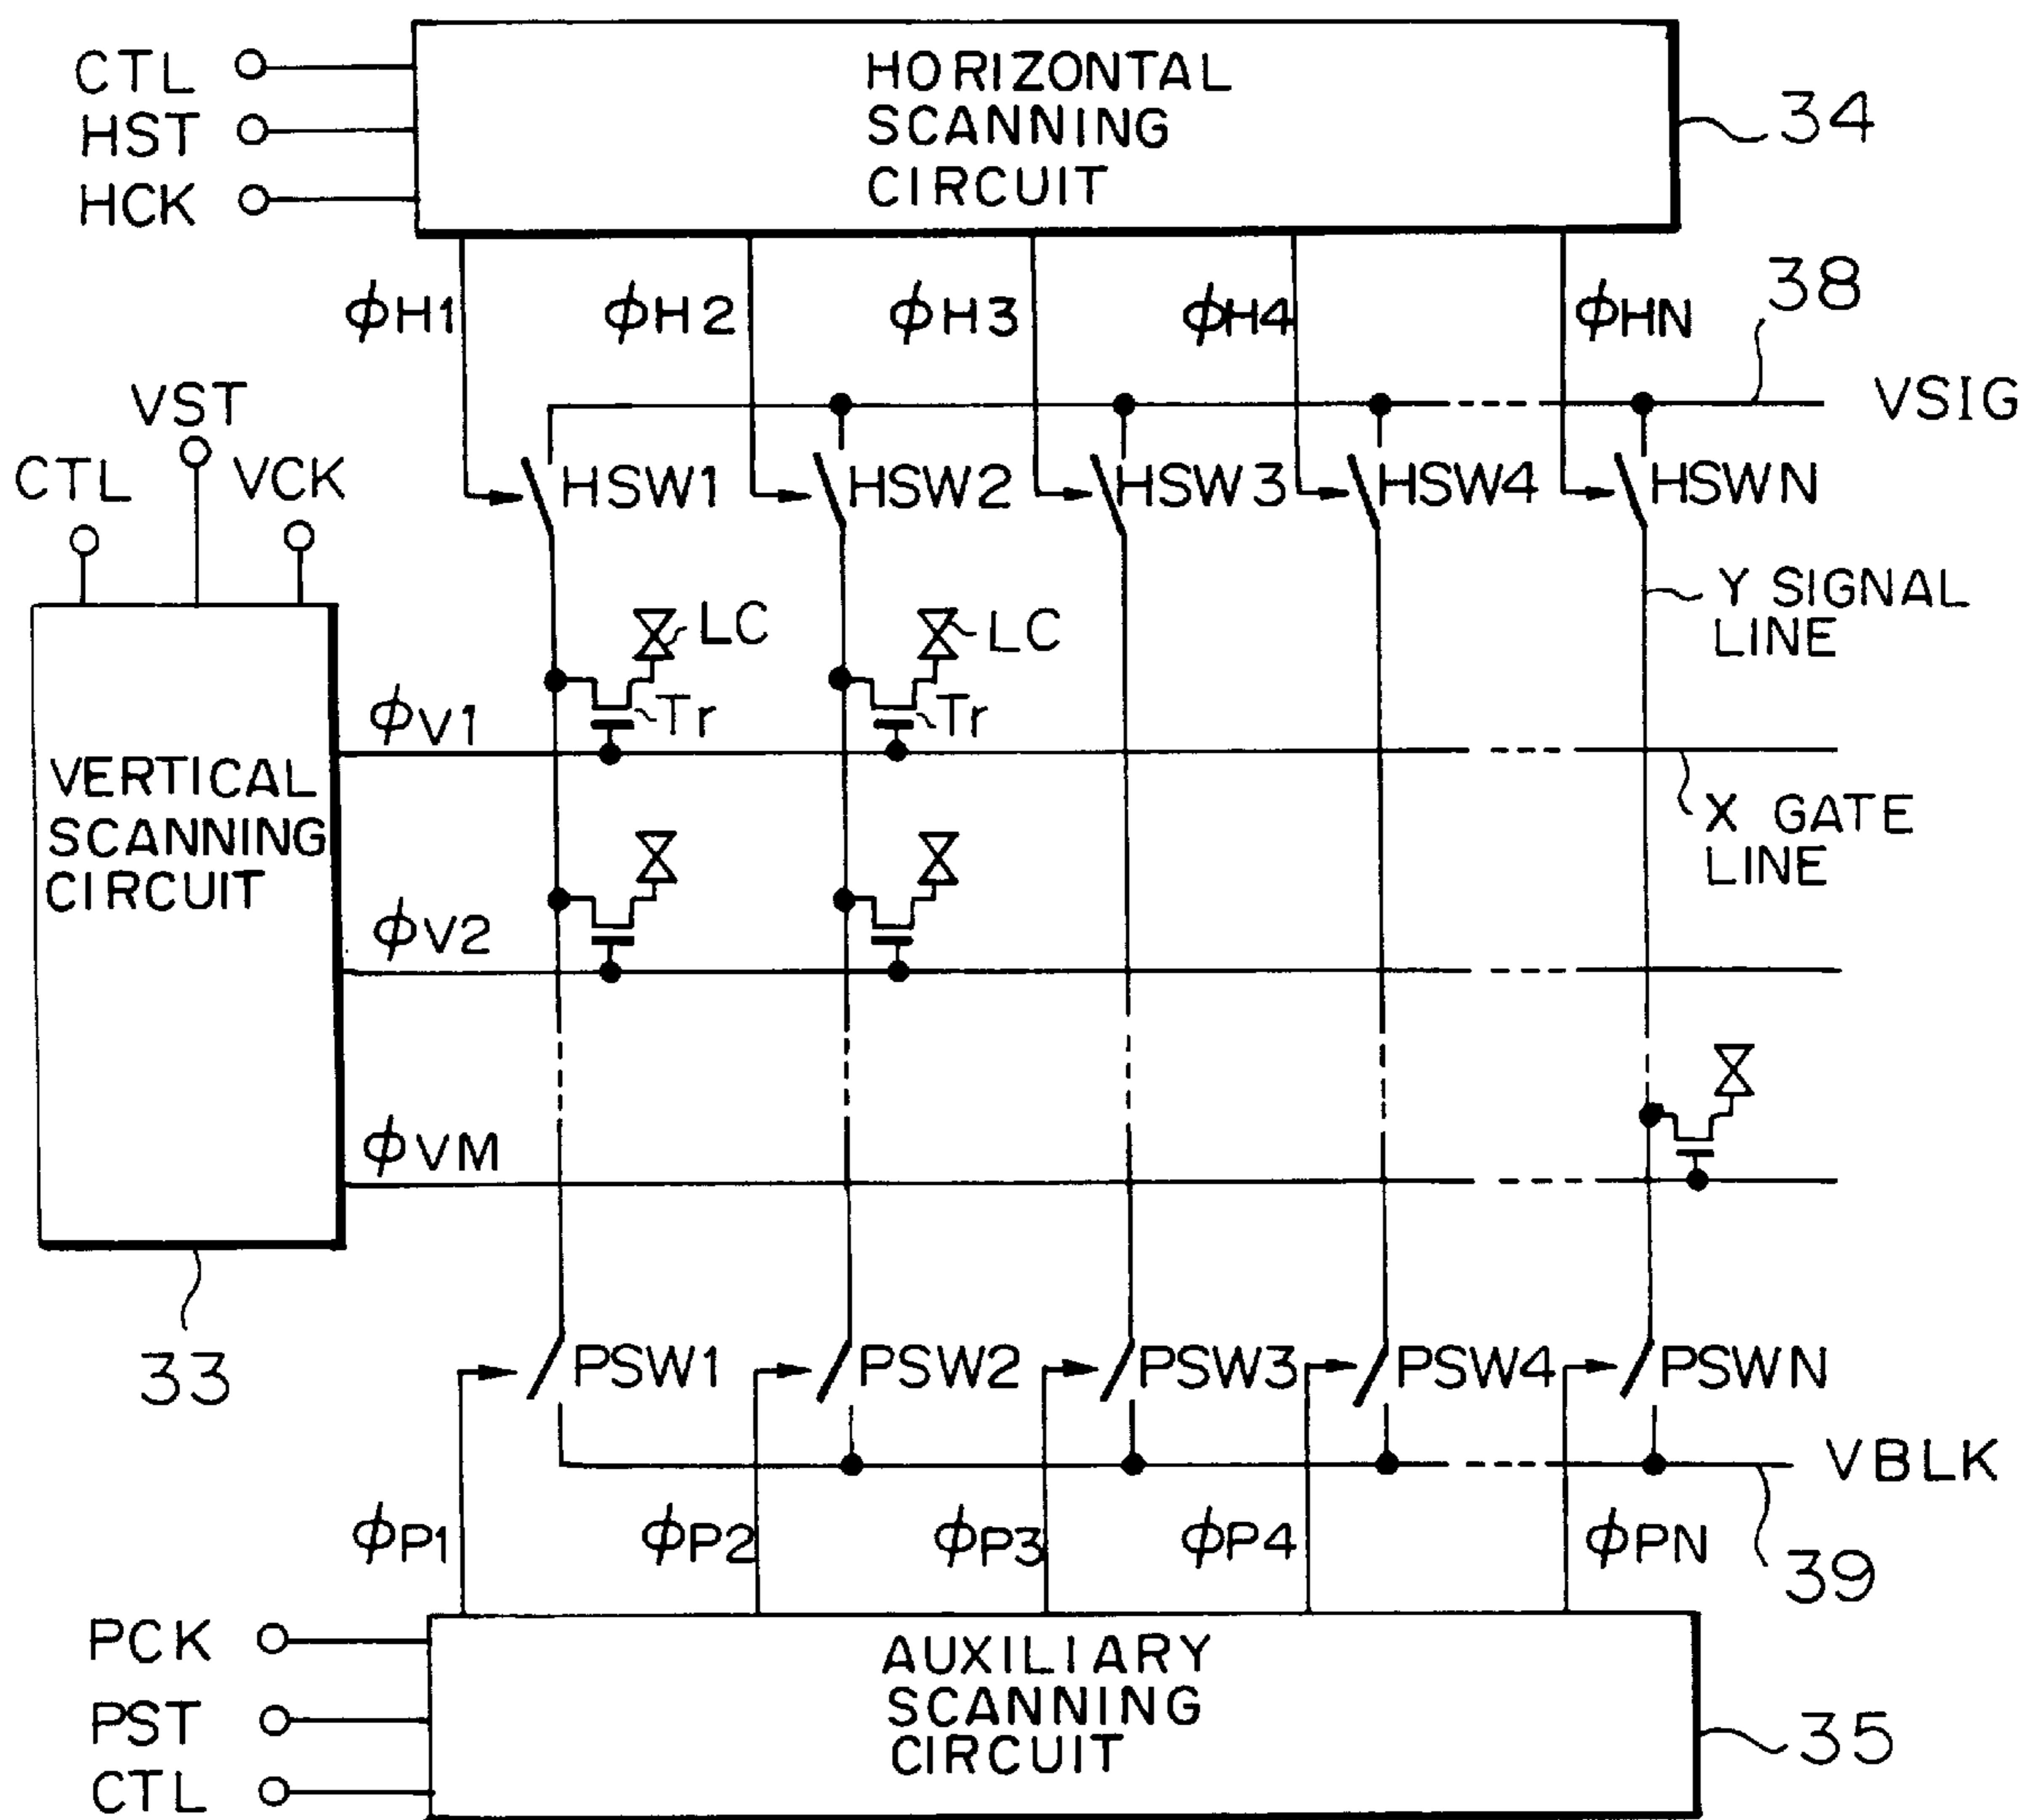 CTL
HST
HCK
HORIZONTAL
SCANNING
CIRCUIT
34
ϕH1
ϕH2
ϕH3
ϕH4
ϕHN
38
VSIG
VST
CTL
VCK
HSW1
HSW2
HSW3
HSW4
HSWN
Y SIGNAL
LINE
LC
LC
Tr
Tr
ϕV1
VERTICAL
SCANNING
CIRCUIT
X GATE
LINE
ϕV2
ϕVM
33
PSW1
PSW2
PSW3
PSW4
PSWN
VBLK
ϕP1
ϕP2
ϕP3
ϕP4
ϕPN
39
PCK
PST
CTL
AUXILIARY
SCANNING
CIRCUIT
35